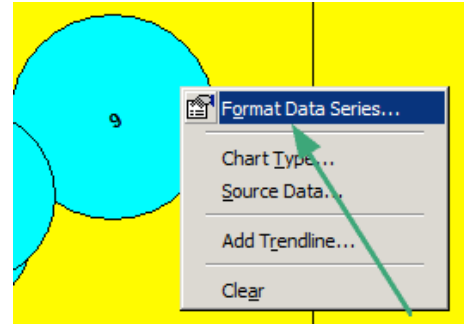 9
Format Data Series...
Chart Type...
Source Data...
Add Trendline...
Clear